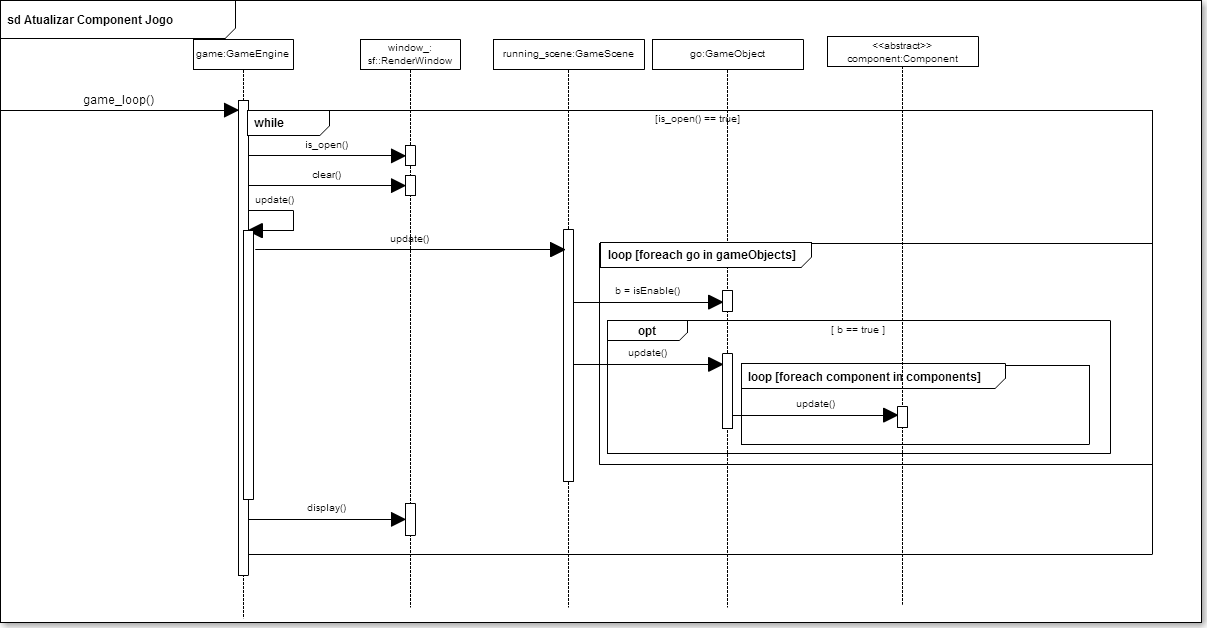 sd Atualizar Component Jogo
game:GameEngine
window_:
sf::RenderWindow
running_scene:GameScene
go:GameObject
<<abstract>>
component:Component
game_loop()
while
[is_open() == true]
is_open()
clear()
update()
update()
loop [foreach go in gameObjects]
b = isEnable()
opt
[ b == true ]
update()
loop [foreach component in components]
update()
display()